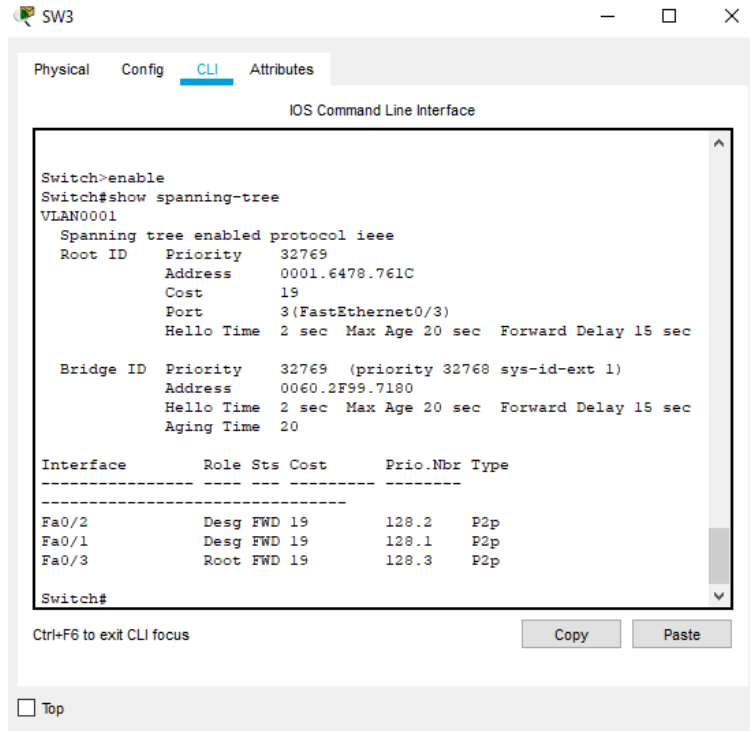 SW3
Physical Config CLI Attributes
IOS Command Line Interface
Switch>enable
Switch#show spanning-tree
VLAN0001
  Spanning tree enabled protocol ieee
  Root ID    Priority    32769
             Address     0001.6478.761C
             Cost        19
             Port        3(FastEthernet0/3)
             Hello Time  2 sec  Max Age 20 sec  Forward Delay 15 sec

  Bridge ID  Priority    32769  (priority 32768 sys-id-ext 1)
             Address     0060.2F99.7180
             Hello Time  2 sec  Max Age 20 sec  Forward Delay 15 sec
             Aging Time  20

Interface        Role Sts Cost      Prio.Nbr Type
---------------- ---- --- --------- --------
--------------------------------
Fa0/2            Desg FWD 19        128.2    P2p
Fa0/1            Desg FWD 19        128.1    P2p
Fa0/3            Root FWD 19        128.3    P2p

Switch#
Ctrl+F6 to exit CLI focus
Copy Paste
Top